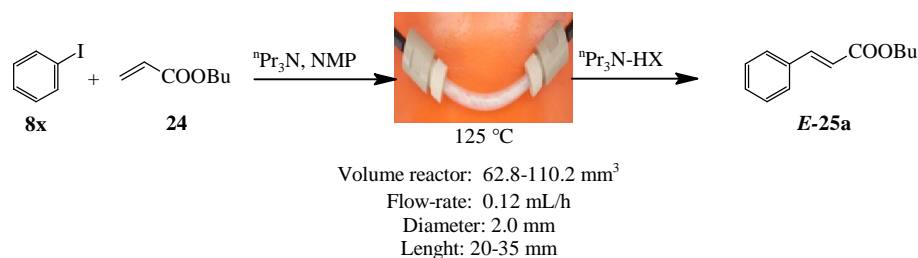 I
+
COOBu
ⁿPr₃N, NMP
ⁿPr₃N-HX
COOBu
8x
24
125 °C
E-25a
Volume reactor: 62.8-110.2 mm³
Flow-rate: 0.12 mL/h
Diameter: 2.0 mm
Lenght: 20-35 mm